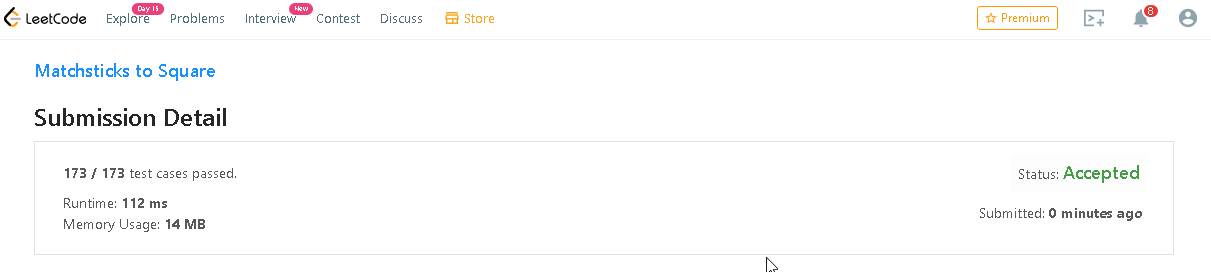 Day 15 New 8
LeetCode Explore Problems Interview Contest Discuss Store Premium
Matchsticks to Square
Submission Detail
173 / 173 test cases passed. Status: Accepted
Runtime: 112 ms
Submitted: 0 minutes ago
Memory Usage: 14 MB